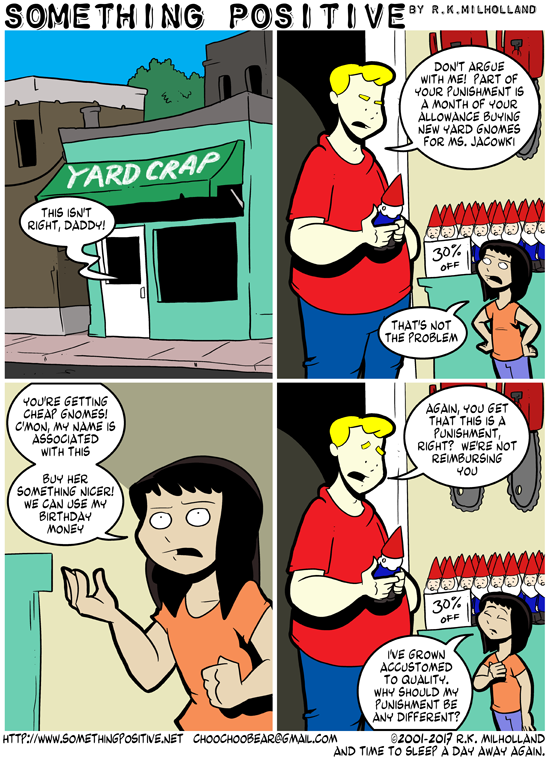 SOMETHING POSITIVE BY R.K.MILHOLLAND
YARD CRAP
THIS ISN'T
RIGHT, DADDY!
DON'T ARGUE
WITH ME! PART OF
YOUR PUNISHMENT IS
A MONTH OF YOUR
ALLOWANCE BUYING
NEW YARD GNOMES
FOR MS. JACOWKI
30%
OFF
THAT'S NOT
THE PROBLEM
YOU'RE GETTING
CHEAP GNOMES!
C'MON, MY NAME IS
ASSOCIATED
WITH THIS
BUY HER
SOMETHING NICER!
WE CAN USE MY
BIRTHDAY
MONEY
AGAIN, YOU GET
THAT THIS IS A
PUNISHMENT,
RIGHT? WE'RE NOT
REIMBURSING
YOU
30%
OFF
I'VE GROWN
ACCUSTOMED
TO QUALITY.
WHY SHOULD MY
PUNISHMENT BE
ANY DIFFERENT?
HTTP://WWW.SOMETHINGPOSITIVE.NET CHOOCHOOBEAR@GMAIL.COM ©2001-2017 R.K. MILHOLLAND
AND TIME TO SLEEP A DAY AWAY AGAIN.